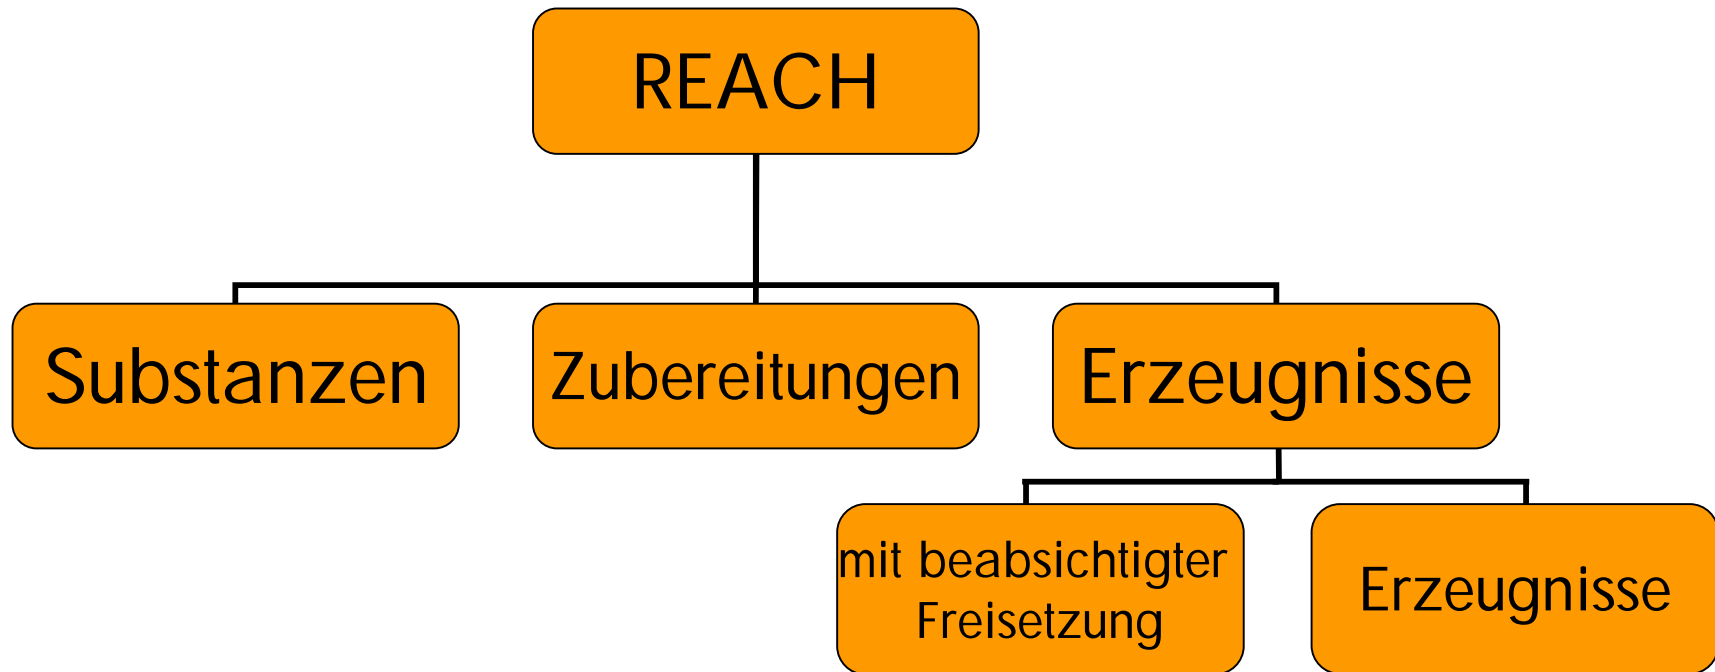 REACH
Substanzen
Zubereitungen
Erzeugnisse
mit beabsichtigter
Freisetzung
Erzeugnisse